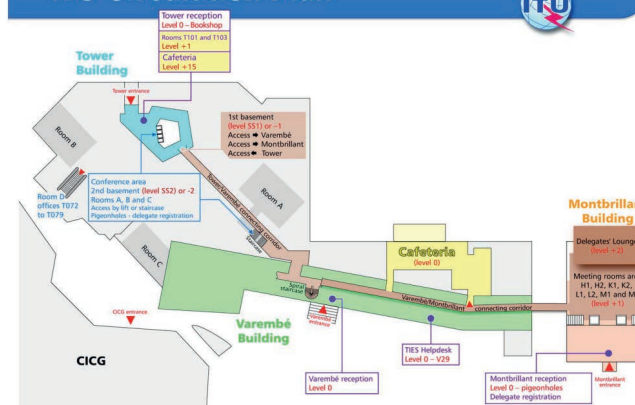 ITU
Tower reception
Level 0 – Bookshop
Rooms T101 and T103
Level +1
Cafeteria
Level +15
Tower
Building
Tower entrance
1st basement
(level SS1) or –1
Access ➡ Varembé
Access ➡ Montbrillant
Access ⬅ Tower
Room B
Room D
offices T072
to T079
Conference area
2nd basement (level SS2) or -2
Rooms A, B and C
Access by lift or staircase
Pigeonholes - delegate registration
Room A
Tower/Varembé connecting corridor
Room C
Cafeteria
(level 0)
Montbrillant
Building
Delegates' Lounge
(level +2)
Meeting rooms
H1, H2, K1, K2,
L1, L2, M1 and
(level +1)
Spiral
staircase
Varembé/Montbrillant connecting corridor
CICG entrance
Varembé
entrance
Varembé
Building
CICG
TIES Helpdesk
Level 0 – V29
Varembé reception
Level 0
Montbrillant reception
Level 0 – pigeonholes
Delegate registration
Montbrillant
entrance